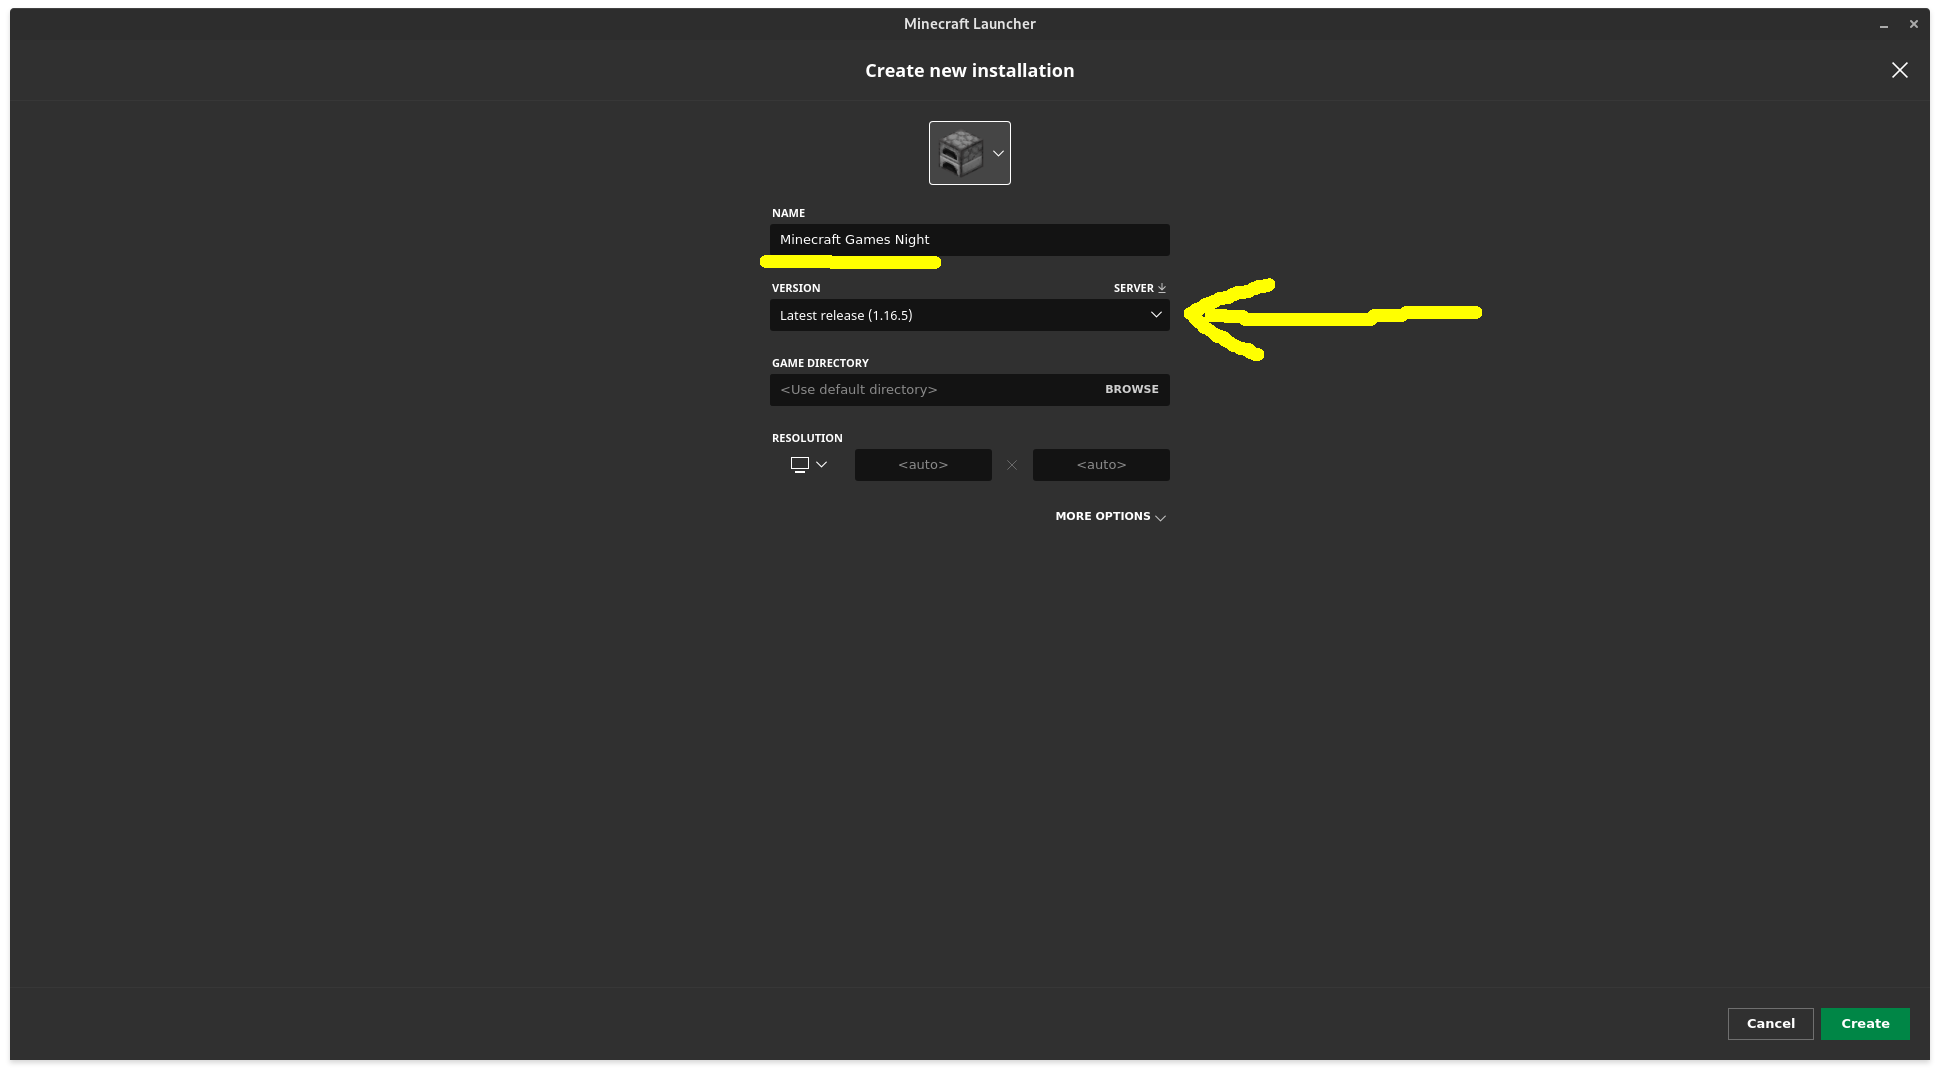 Minecraft Launcher
Create new installation
NAME
Minecraft Games Night
VERSION SERVER
Latest release (1.16.5)
GAME DIRECTORY
<Use default directory> BROWSE
RESOLUTION
<auto> <auto>
MORE OPTIONS
Cancel Create